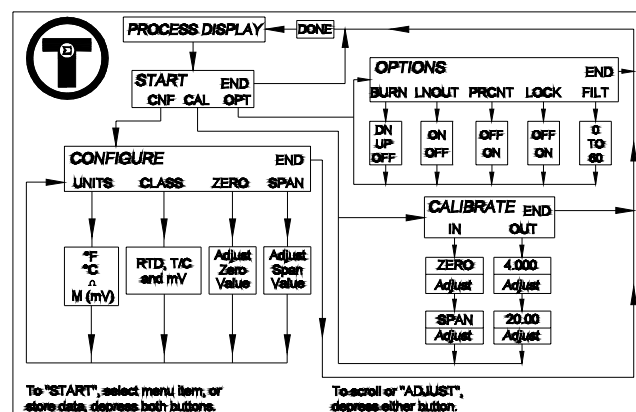 PROCESS DISPLAY
DONE
START
END
CNF CAL OPT
OPTIONS
END
BURN LNOUT PRCNT LOCK FILT
DN
UP
OFF
ON
OFF
OFF
ON
OFF
ON
0
TO
60
CONFIGURE
END
UNITS CLASS ZERO SPAN
°F
°C
Ω
M (mV)
RTD, T/C
and mV
Adjust
Zero
Value
Adjust
Span
Value
CALIBRATE
END
IN OUT
ZERO
Adjust
4.000
Adjust
SPAN
Adjust
20.00
Adjust
To "START", select menu item, or
store data, depress both buttons.
To scroll or "ADJUST",
depress either button.